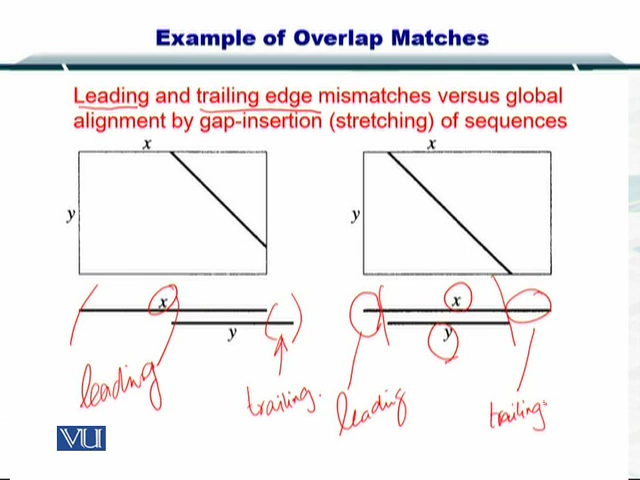 Example of Overlap Matches
Leading and trailing edge mismatches versus global
alignment by gap-insertion (stretching) of sequences
x
x
y
y
x
x
y
y
leading
trailing.
leading
trailing
VU